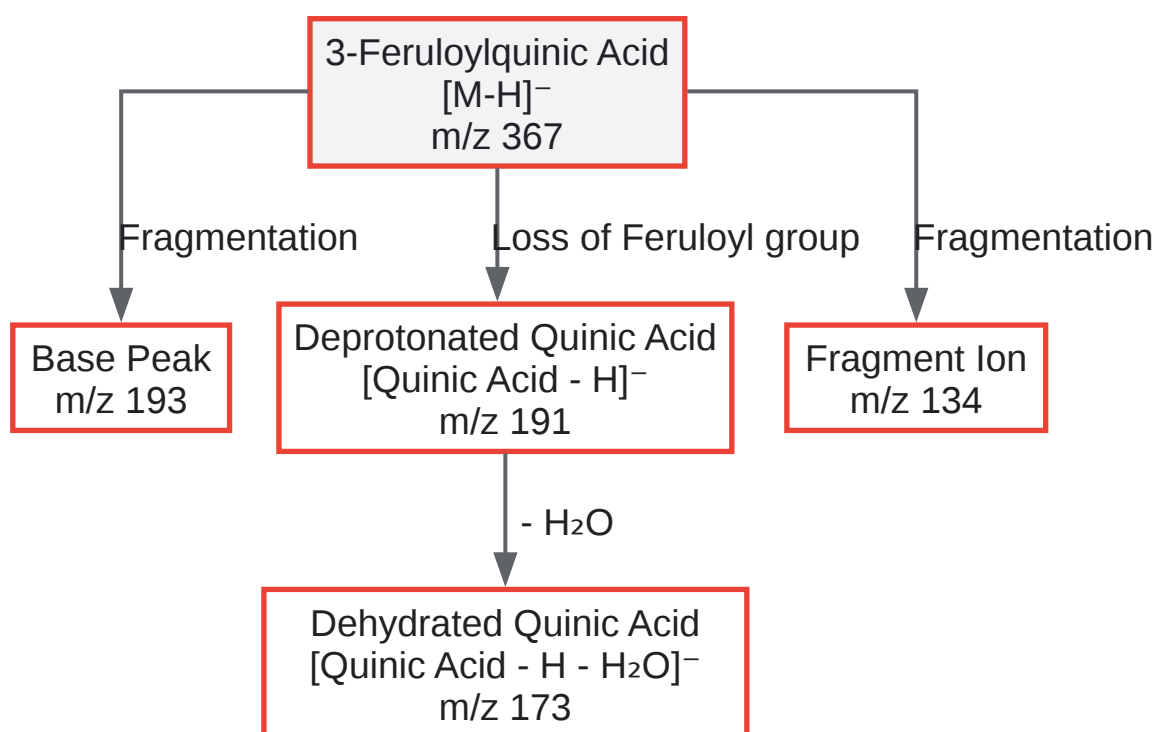 3-Feruloylquinic Acid
[M-H]⁻
m/z 367
Fragmentation
Loss of Feruloyl group
Fragmentation
Base Peak
m/z 193
Deprotonated Quinic Acid
[Quinic Acid - H]⁻
m/z 191
Fragment Ion
m/z 134
- H₂O
Dehydrated Quinic Acid
[Quinic Acid - H - H₂O]⁻
m/z 173